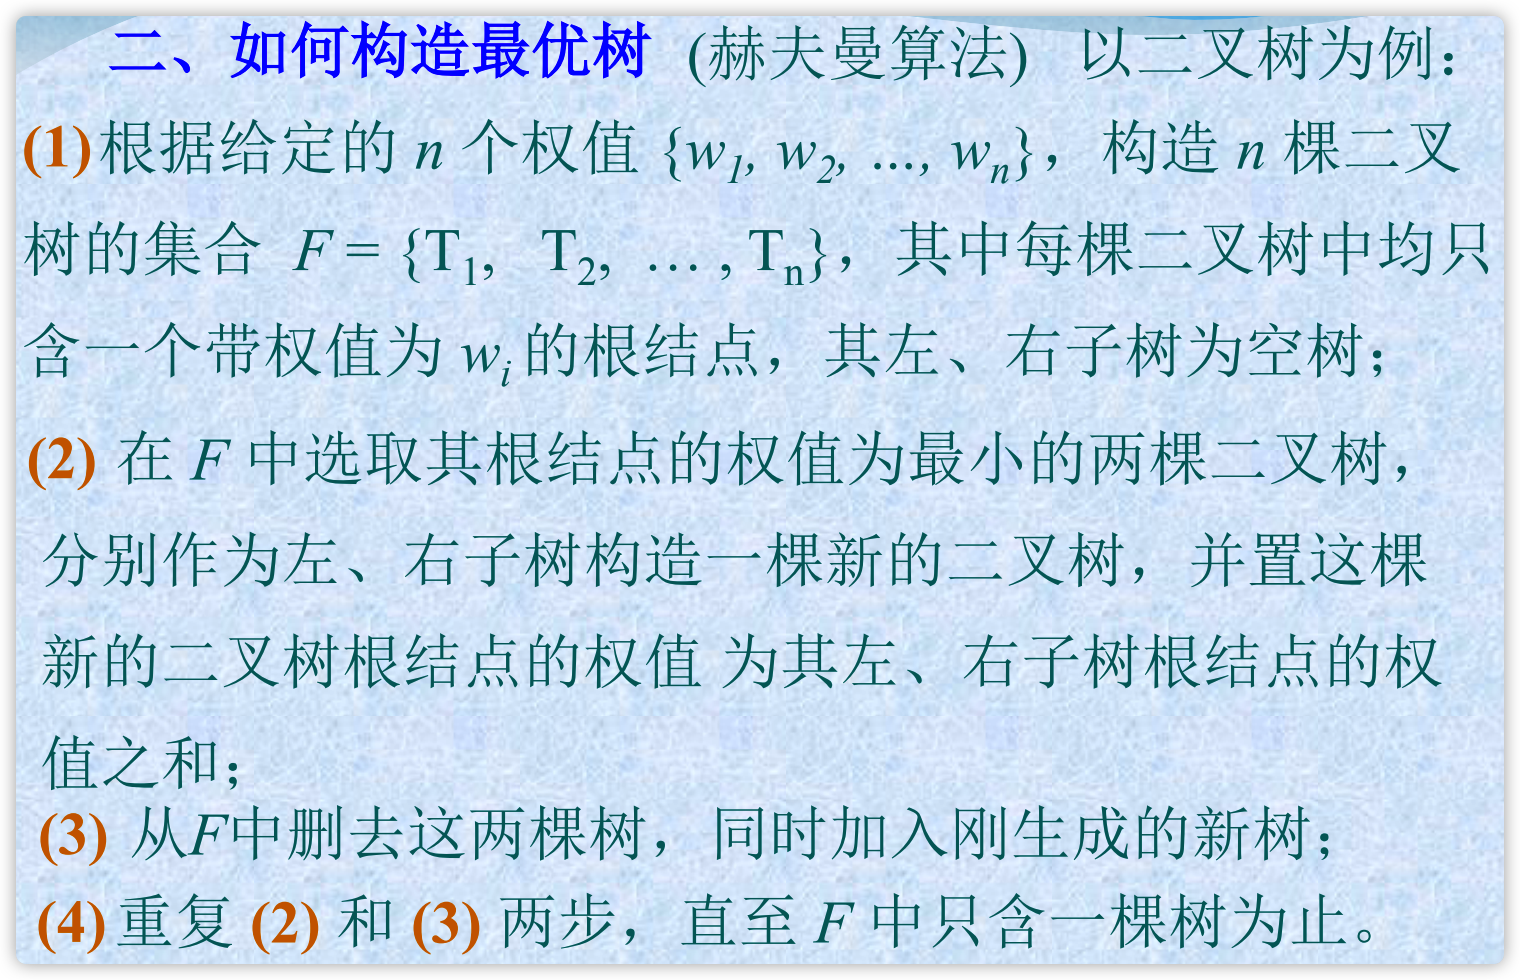 二、如何构造最优树 (赫夫曼算法) 以二叉树为例：
(1)根据给定的 n 个权值 {w1, w2, …, wn}，构造 n 棵二叉
树的集合 F = {T1, T2, … , Tn}，其中每棵二叉树中均只
含一个带权值为 wi 的根结点，其左、右子树为空树；
(2) 在 F 中选取其根结点的权值为最小的两棵二叉树，
分别作为左、右子树构造一棵新的二叉树，并置这棵
新的二叉树根结点的权值 为其左、右子树根结点的权
值之和；
(3) 从F中删去这两棵树，同时加入刚生成的新树；
(4)重复 (2) 和 (3) 两步，直至 F 中只含一棵树为止。